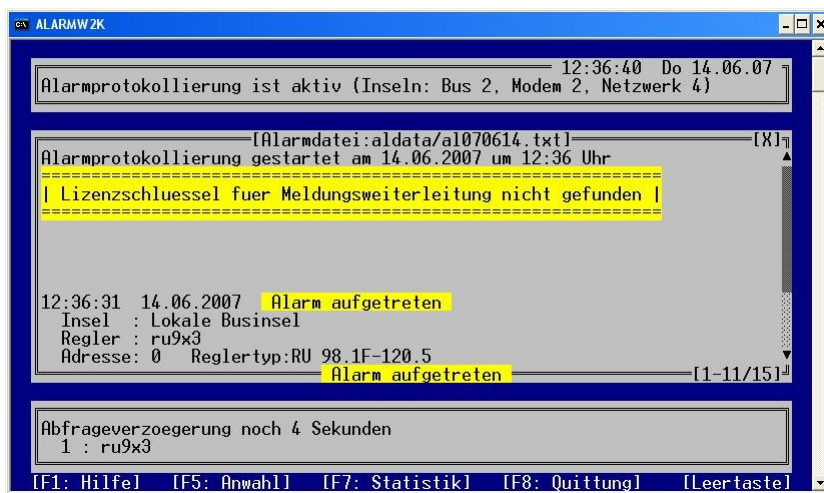 ALARMW2K
12:36:40 Do 14.06.07
Alarmprotokollierung ist aktiv (Inseln: Bus 2, Modem 2, Netzwerk 4)
[Alarmdatei:aldata/al070614.txt] [X]
Alarmprotokollierung gestartet am 14.06.2007 um 12:36 Uhr
| Lizenzschluessel fuer Meldungsweiterleitung nicht gefunden |
12:36:31 14.06.2007 Alarm aufgetreten
Insel : Lokale Businsel
Regler : ru9x3
Adresse: 0 Reglertyp:RU 98.1F-120.5
Alarm aufgetreten [1-11/15]
Abfrageverzoegerung noch 4 Sekunden
1 : ru9x3
[F1: Hilfe] [F5: Anwahl] [F7: Statistik] [F8: Quittung] [Leertaste]